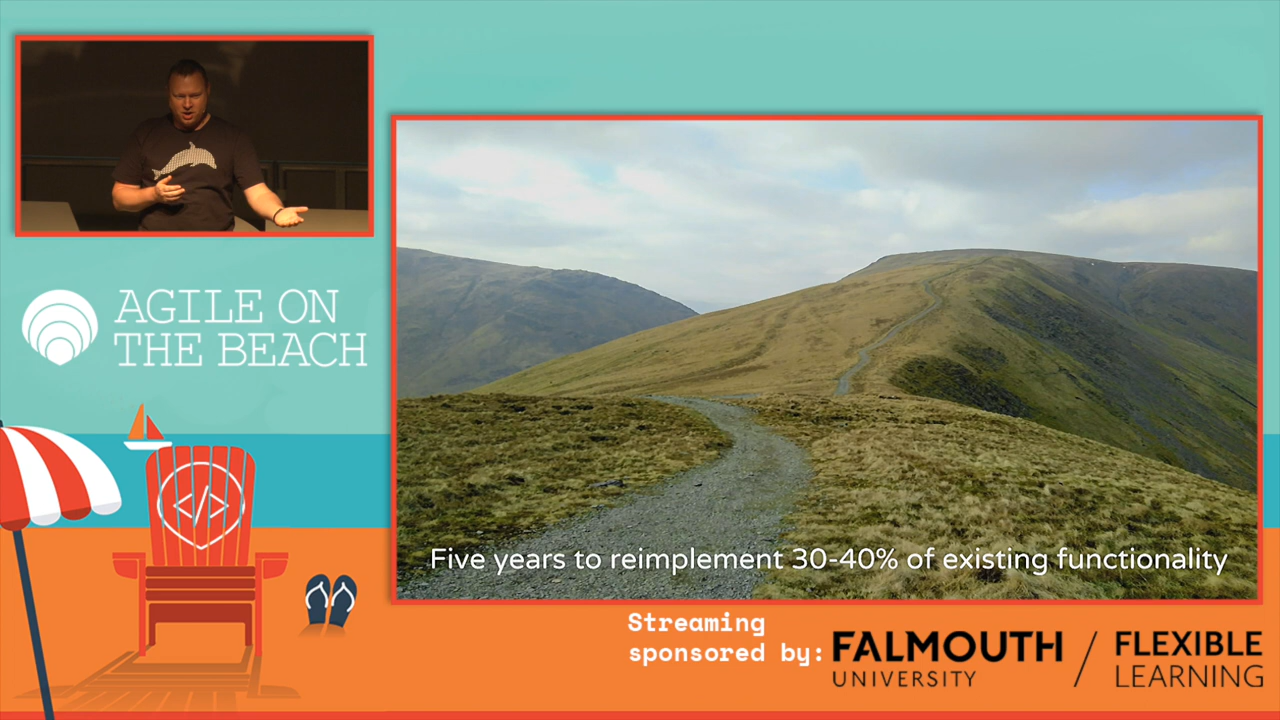 AGILE ON
THE BEACH
</>
Five years to reimplement 30-40% of existing functionality
Streaming
sponsored by:
FALMOUTH
UNIVERSITY
/
FLEXIBLE
LEARNING